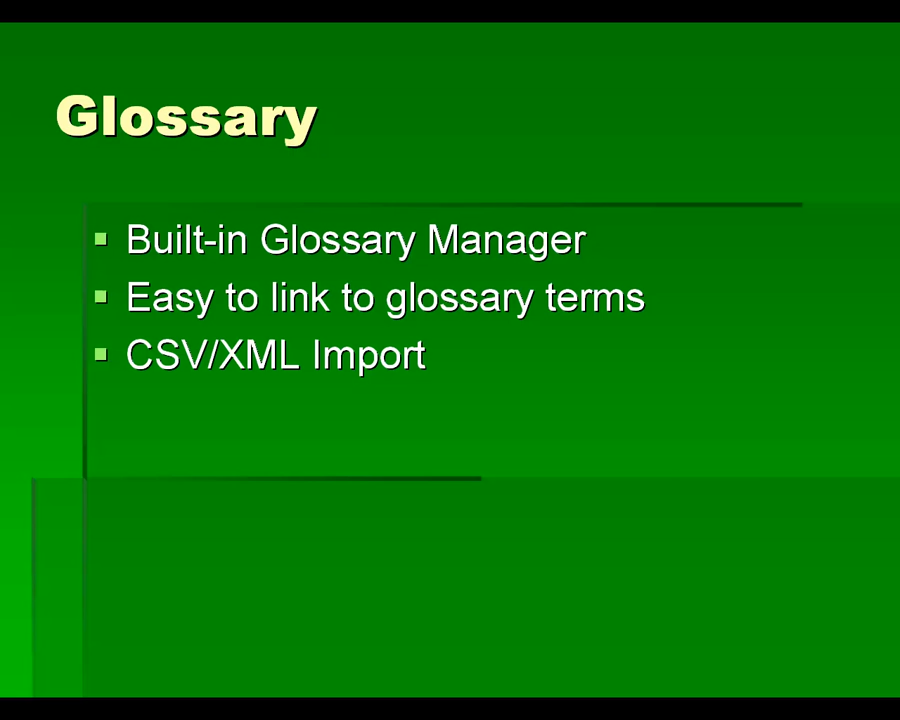 Glossary
Built-in Glossary Manager
Easy to link to glossary terms
CSV/XML Import